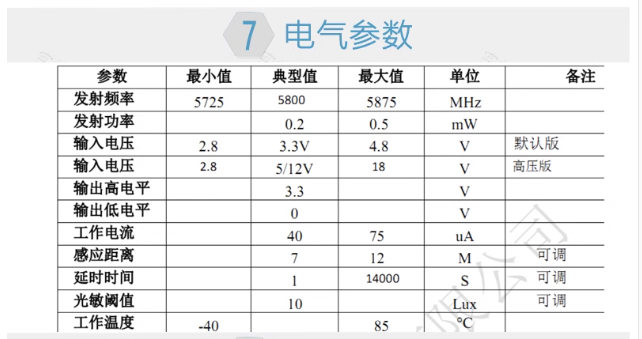 7 电气参数
参数 最小值 典型值 最大值 单位 备注
发射频率 5725 5800 5875 MHz
发射功率 0.2 0.5 mW
输入电压 2.8 3.3V 4.8 V 默认版
输入电压 2.8 5/12V 18 V 高压版
输出高电平 3.3 V
输出低电平 0 V
工作电流 40 75 uA
感应距离 7 12 M 可调
延时时间 1 14000 S 可调
光敏阈值 10 Lux 可调
工作温度 -40 85 °C
有限公司